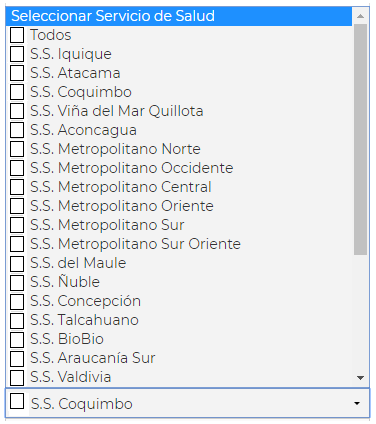 Seleccionar Servicio de Salud
Todos
S.S. Iquique
S.S. Atacama
S.S. Coquimbo
S.S. Viña del Mar Quillota
S.S. Aconcagua
S.S. Metropolitano Norte
S.S. Metropolitano Occidente
S.S. Metropolitano Central
S.S. Metropolitano Oriente
S.S. Metropolitano Sur
S.S. Metropolitano Sur Oriente
S.S. del Maule
S.S. Ñuble
S.S. Concepción
S.S. Talcahuano
S.S. BioBio
S.S. Araucanía Sur
S.S. Valdivia
S.S. Coquimbo